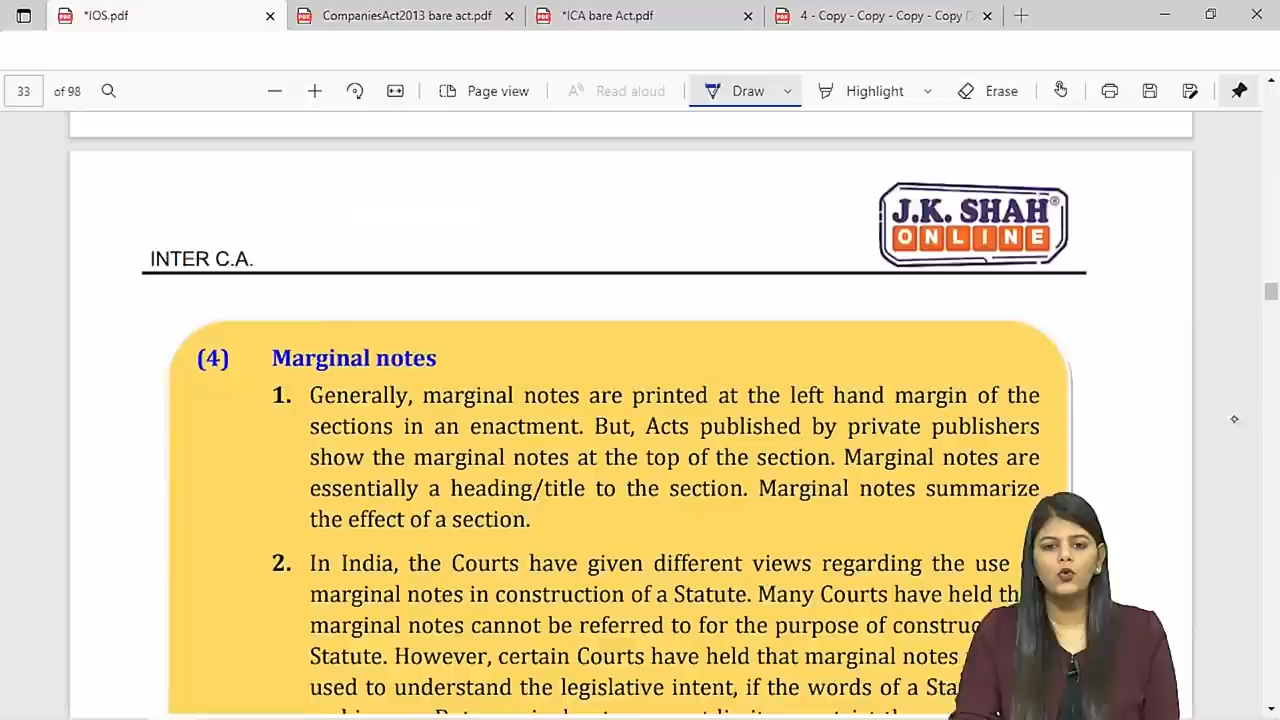 *IOS.pdf
CompaniesAct2013 bare act.pdf
*ICA bare Act.pdf
4 - Copy - Copy - Copy - Copy
33 of 98
Page view
Read aloud
Draw
Highlight
Erase
J.K. SHAH®
ONLINE
INTER C.A.
(4) Marginal notes
1. Generally, marginal notes are printed at the left hand margin of the
sections in an enactment. But, Acts published by private publishers
show the marginal notes at the top of the section. Marginal notes are
essentially a heading/title to the section. Marginal notes summarize
the effect of a section.
2. In India, the Courts have given different views regarding the use
marginal notes in construction of a Statute. Many Courts have held th
marginal notes cannot be referred to for the purpose of construc
Statute. However, certain Courts have held that marginal notes
used to understand the legislative intent, if the words of a Sta